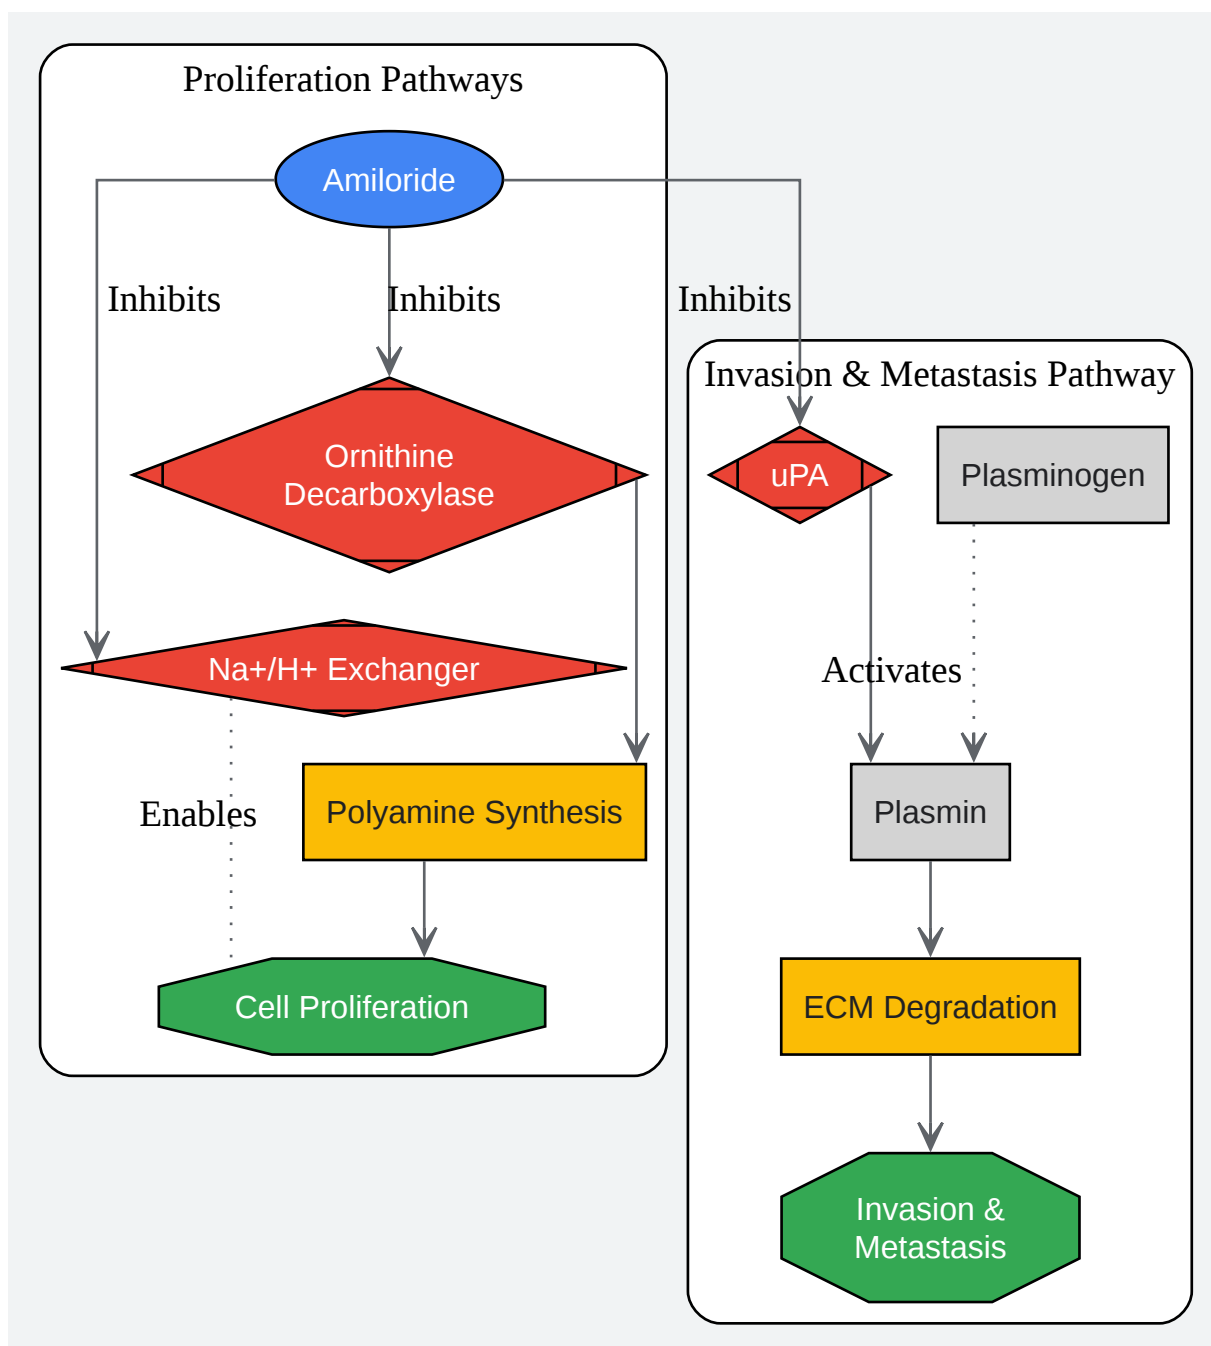 Proliferation Pathways
Amiloride
Inhibits
Inhibits
Inhibits
Invasion & Metastasis Pathway
Ornithine
Decarboxylase
uPA
Plasminogen
Na+/H+ Exchanger
Activates
Enables
Polyamine Synthesis
Plasmin
Cell Proliferation
ECM Degradation
Invasion &
Metastasis